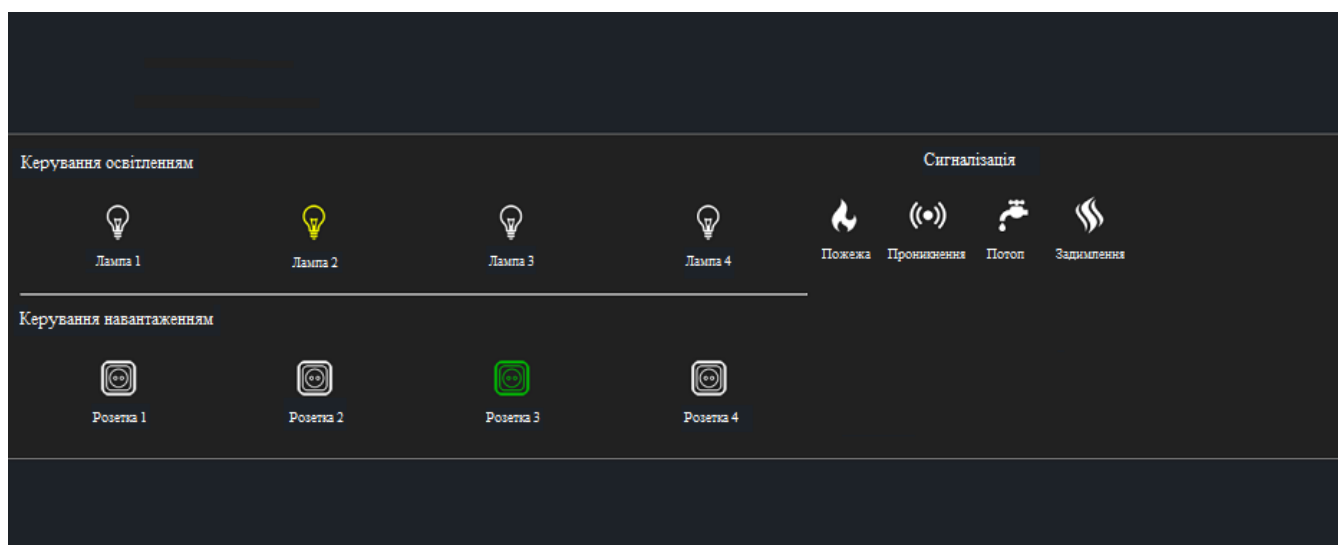 Керування освітленням
Лампа 1
Лампа 2
Лампа 3
Лампа 4
Керування навантаженням
Розетка 1
Розетка 2
Розетка 3
Розетка 4
Сигналізація
Пожежа
Проникнення
Потоп
Задимлення